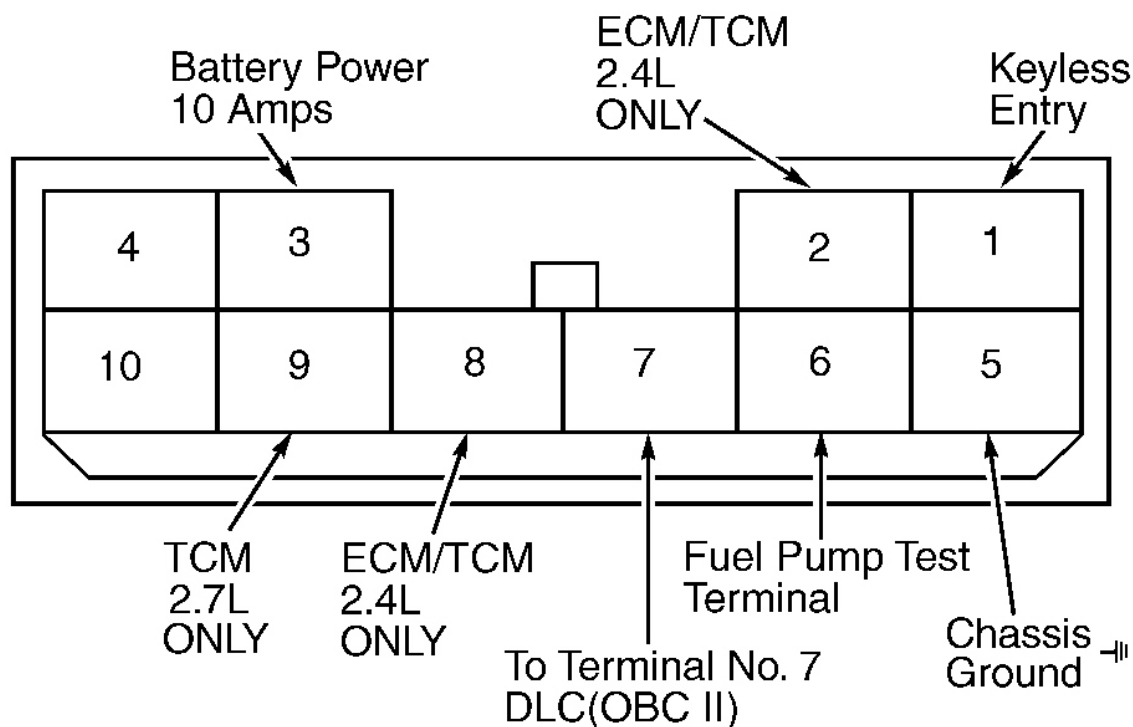 ECM/TCM
2.4L
ONLY
Battery Power
10 Amps
Keyless
Entry
4
3
2
1
10
9
8
7
6
5
TCM
2.7L
ONLY
ECM/TCM
2.4L
ONLY
Fuel Pump Test
Terminal
To Terminal No. 7
DLC(OBC II)
Chassis
Ground